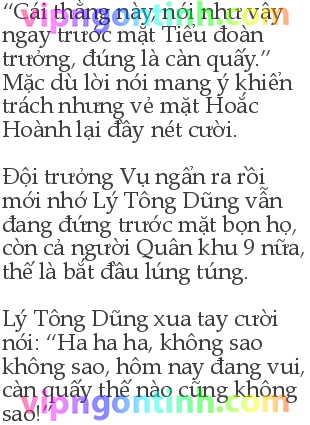 “Cái thằng này nói như vậy
ngay trước mặt Tiểu đoàn
trưởng, đúng là càn quấy.”
Mặc dù lời nói mang ý khiển
trách nhưng vẻ mặt Hoắc
Hoành lại đầy nét cười.

Đội trưởng Vụ ngẩn ra rồi
mới nhớ Lý Tông Dũng vẫn
đang đứng trước mặt bọn họ,
còn cả người Quân khu 9 nữa,
thế là bắt đầu lúng túng.

Lý Tông Dũng xua tay cười
nói: “Ha ha ha, không sao
không sao, hôm nay đang vui,
càn quấy thế nào cũng không
sao!”
vipngontinh.com
vipngontinh.com